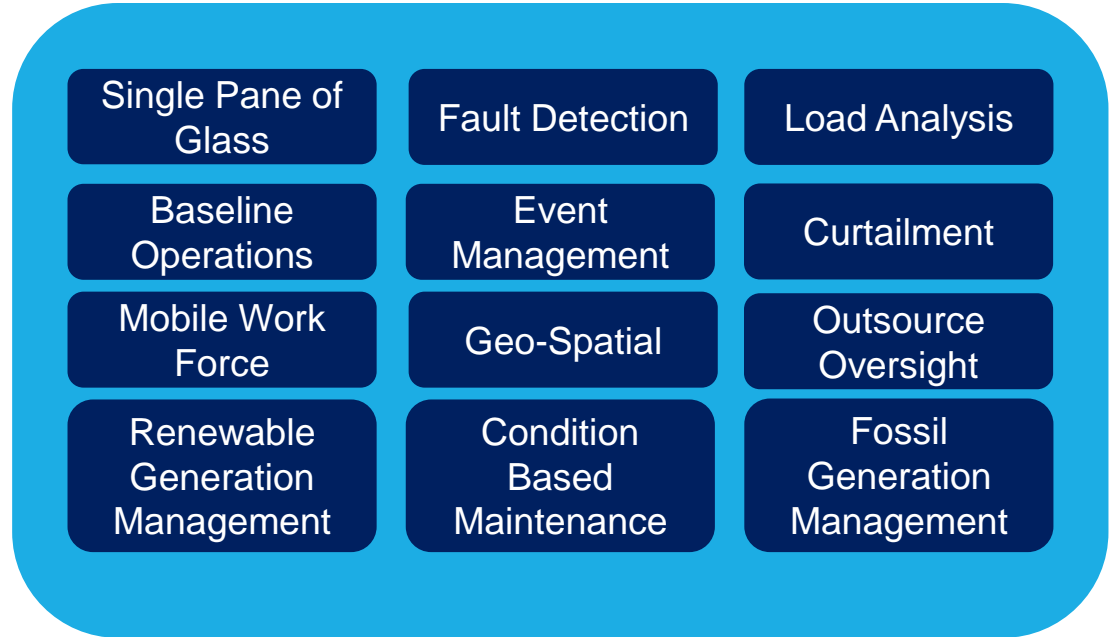 Single Pane of
Glass
Fault Detection
Load Analysis
Baseline
Operations
Event
Management
Curtailment
Mobile Work
Force
Geo-Spatial
Outsource
Oversight
Renewable
Generation
Management
Condition
Based
Maintenance
Fossil
Generation
Management